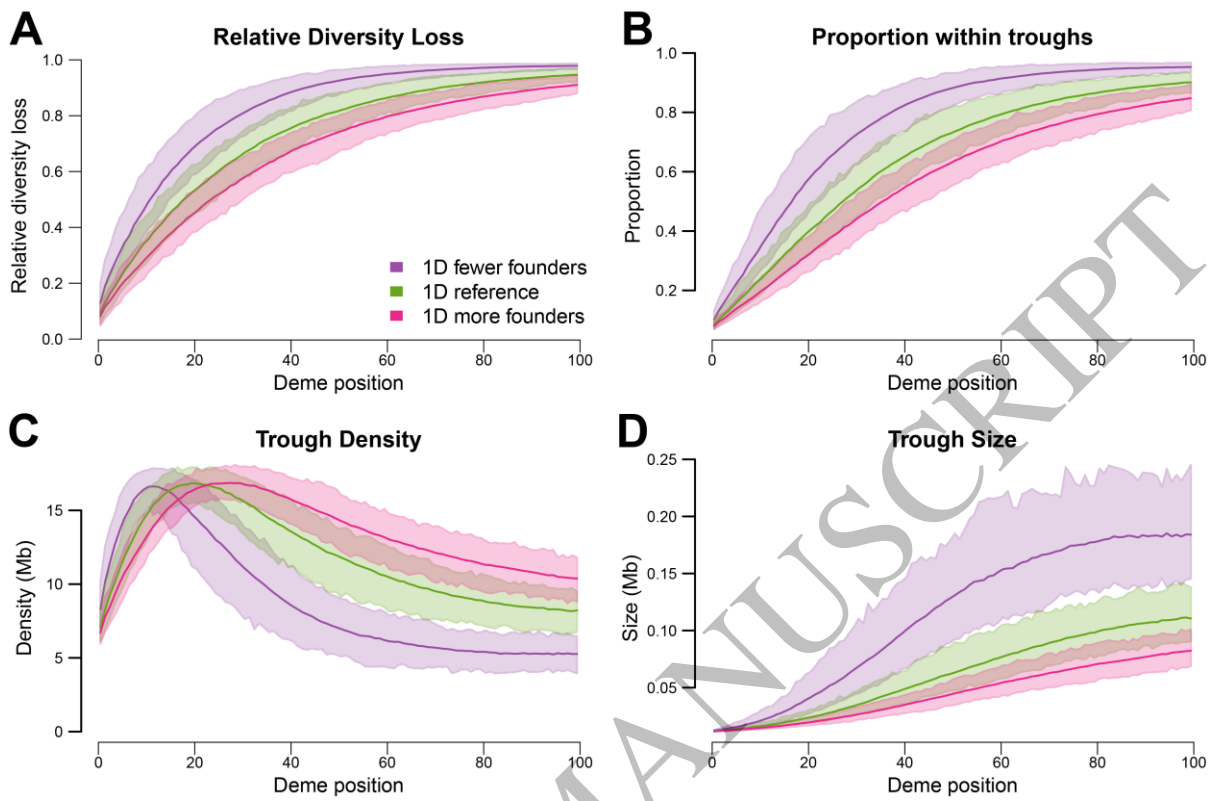 A
Relative Diversity Loss
Relative diversity loss
1.0
0.8
0.6
0.4
0.2
0.0
1D fewer founders
1D reference
1D more founders
0 20 40 60 80 100
Deme position
B
Proportion within troughs
Proportion
1.0
0.8
0.6
0.4
0.2
0 20 40 60 80 100
Deme position
C
Trough Density
Density (Mb)
15
10
5
0
0 20 40 60 80 100
Deme position
D
Trough Size
Size (Mb)
0.25
0.20
0.15
0.10
0.05
0 20 40 60 80 100
Deme position
MANUSCRIPT